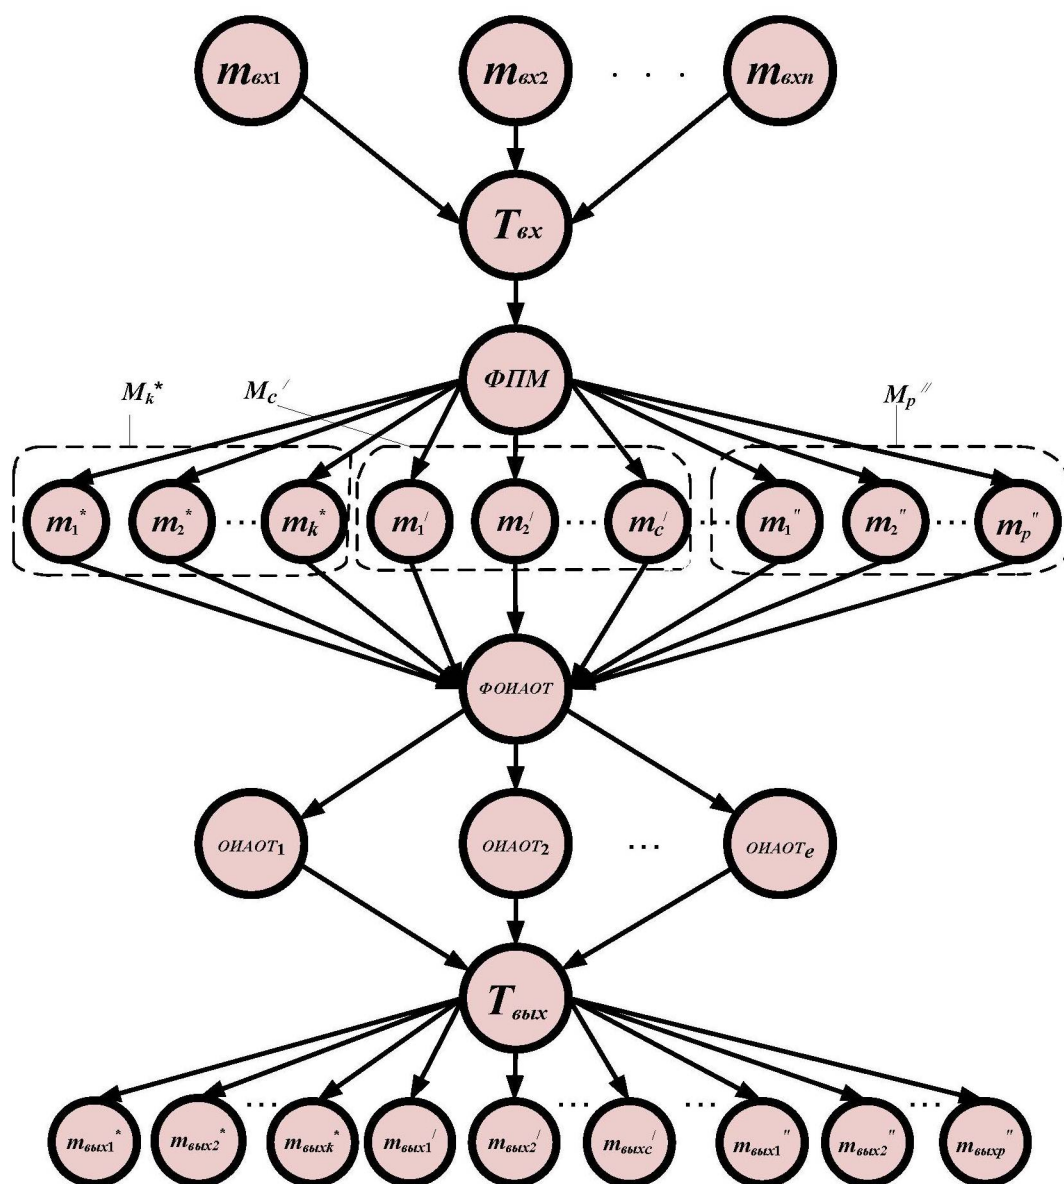 mвх1 mвх2 . . . . mвхn
Tвх
ФПМ
Mk* Mc′ Mp″
m1* m2* ... mk* m1′ m2′ ... mc′ ... m1″ m2″ ... mp″
ФОИАОТ
ОИАОТ1 ОИАОТ2 ... ОИАОТe
Tвых
mвых1* mвых2* ... mвыхk* mвых1′ mвых2′ ... mвыхc′ ... mвых1″ mвых2″ ... mвыхp″